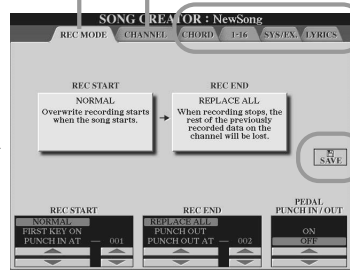 SONG CREATOR : NewSong
REC MODE CHANNEL CHORD 1-16 SYS/EX. LYRICS
REC START
NORMAL
Overwrite recording starts
when the song starts.
REC END
REPLACE ALL
When recording stops, the
rest of the previously
recorded data on the
channel will be lost.
SAVE
REC START
NORMAL
FIRST KEY ON
PUNCH IN AT — 001
REC END
REPLACE ALL
PUNCH OUT
PUNCH OUT AT — 002
PEDAL
PUNCH IN / OUT
ON
OFF